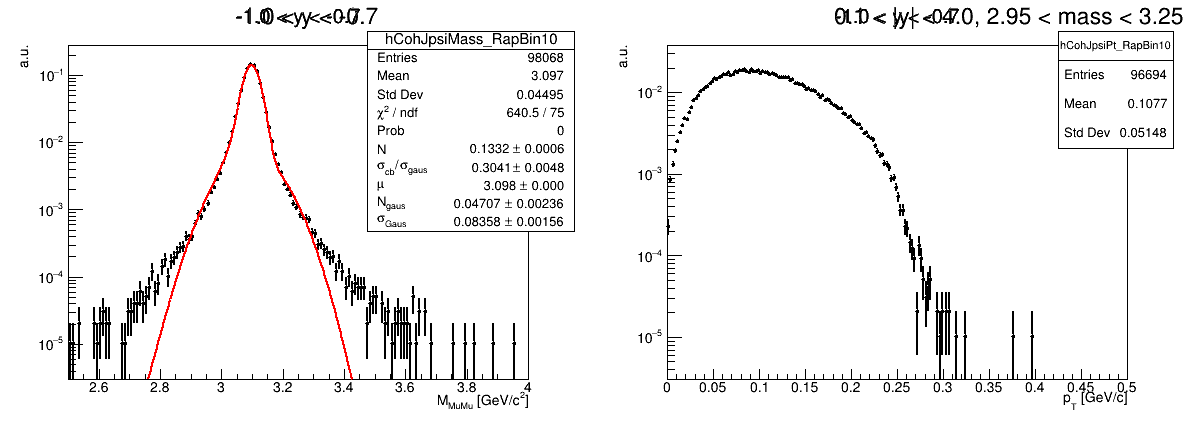 hCohJpsiMass_RapBin10
Entries 98068
Mean 3.097
Std Dev 0.04495
χ² / ndf 640.5 / 75
Prob 0
N 0.1332 ± 0.0006
σcb/σgaus 0.3041 ± 0.0048
μ 3.098 ± 0.000
Ngaus 0.04707 ± 0.00236
σGaus 0.08358 ± 0.00156
a.u.
10⁻¹
10⁻²
10⁻³
10⁻⁴
10⁻⁵
2.6 2.8 3 3.2 3.4 3.6 3.8 4
MMuMu [GeV/c²]
0, 2.95 < mass < 3.25
hCohJpsiPt_RapBin10
Entries 96694
Mean 0.1077
Std Dev 0.05148
a.u.
10⁻²
10⁻³
10⁻⁴
10⁻⁵
0 0.05 0.1 0.15 0.2 0.25 0.3 0.35 0.4 0.45 0.5
pT [GeV/c]